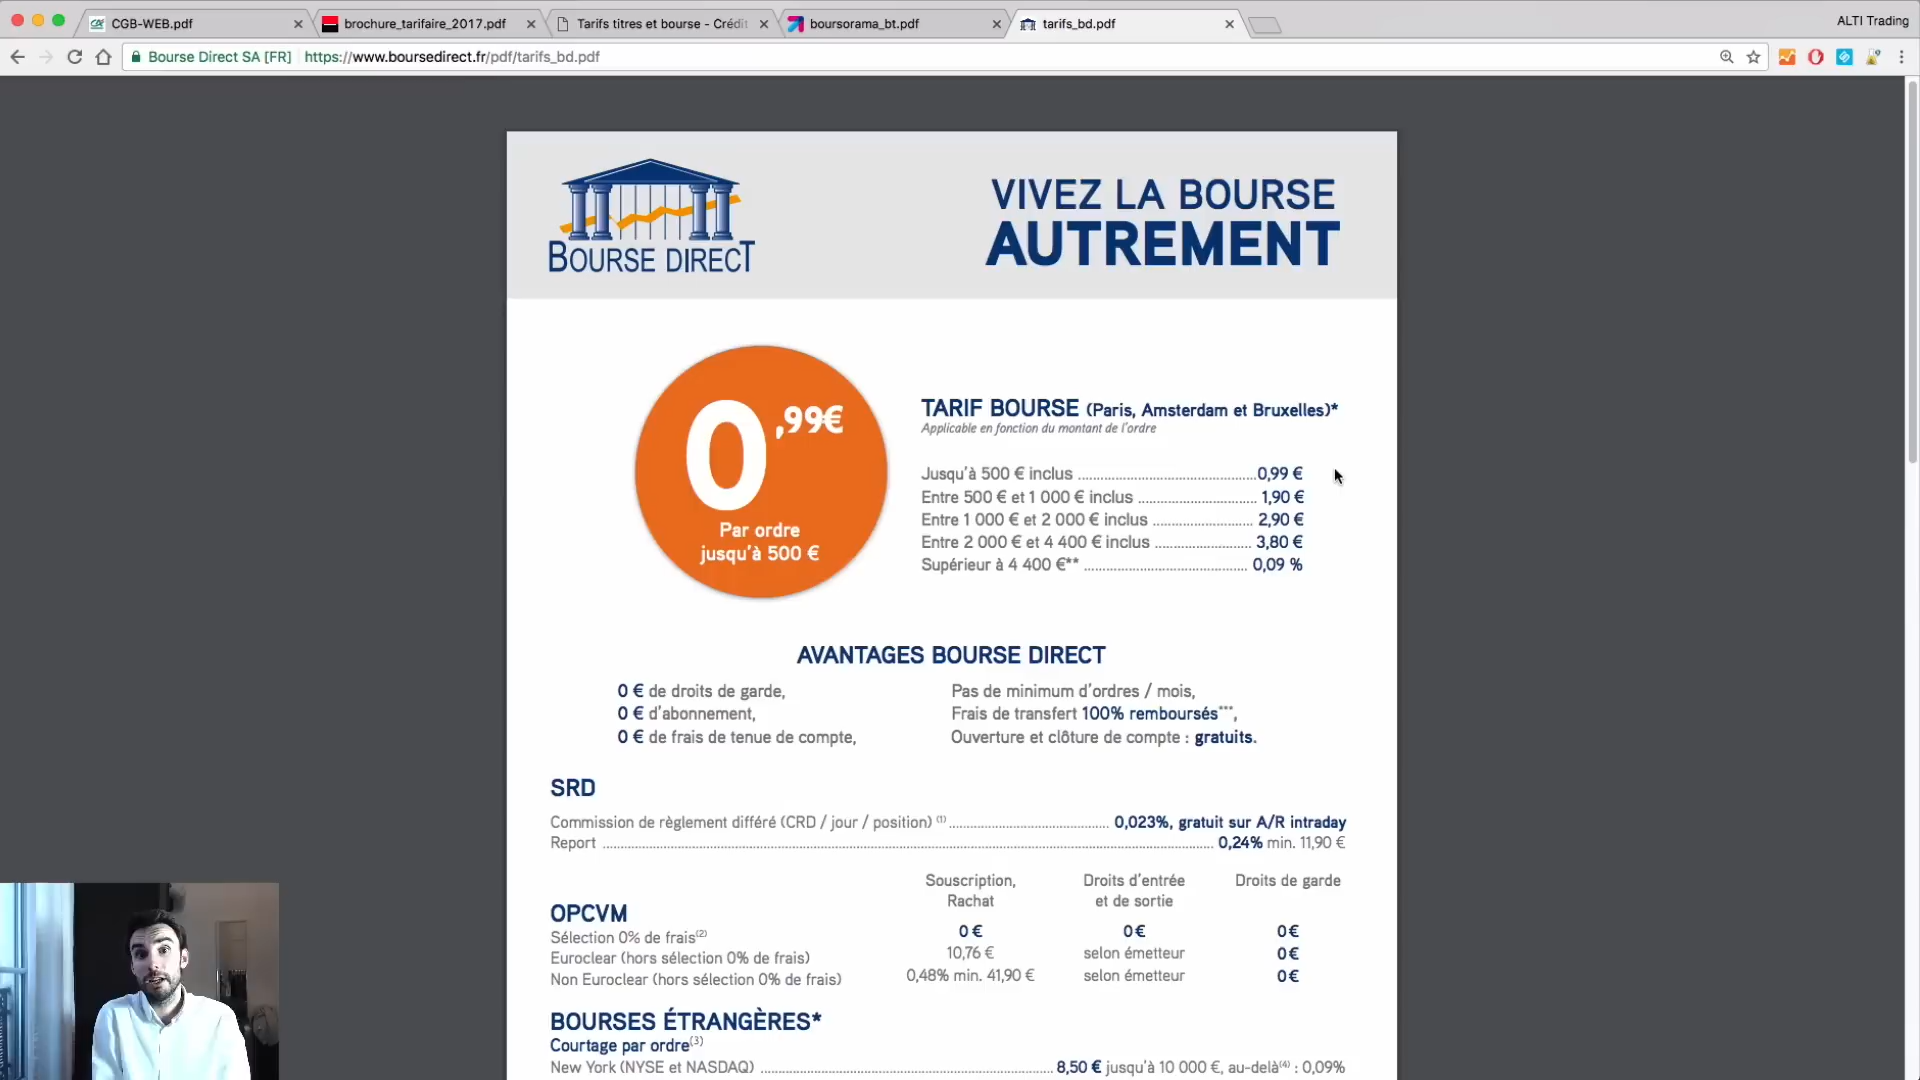 CGB-WEB.pdf
brochure_tarifaire_2017.pdf
Tarifs titres et bourse - Crédit
boursorama_bt.pdf
tarifs_bd.pdf
ALTI Trading
Bourse Direct SA [FR] https://www.boursedirect.fr/pdf/tarifs_bd.pdf
BOURSE DIRECT
VIVEZ LA BOURSE
AUTREMENT
0,99€
Par ordre
jusqu'à 500 €
TARIF BOURSE (Paris, Amsterdam et Bruxelles)*
Applicable en fonction du montant de l'ordre
Jusqu'à 500 € inclus 0,99 €
Entre 500 € et 1 000 € inclus 1,90 €
Entre 1 000 € et 2 000 € inclus 2,90 €
Entre 2 000 € et 4 400 € inclus 3,80 €
Supérieur à 4 400 €** 0,09 %
AVANTAGES BOURSE DIRECT
0 € de droits de garde,
0 € d'abonnement,
0 € de frais de tenue de compte,
Pas de minimum d'ordres / mois,
Frais de transfert 100% remboursés***,
Ouverture et clôture de compte : gratuits.
SRD
Commission de règlement différé (CRD / jour / position) (1) 0,023%, gratuit sur A/R intraday
Report 0,24% min. 11,90 €
Souscription, Rachat
Droits d'entrée et de sortie
Droits de garde
OPCVM
Sélection 0% de frais(2) 0 € 0 € 0 €
Euroclear (hors sélection 0% de frais) 10,76 € selon émetteur 0 €
Non Euroclear (hors sélection 0% de frais) 0,48% min. 41,90 € selon émetteur 0 €
BOURSES ÉTRANGÈRES*
Courtage par ordre(3)
New York (NYSE et NASDAQ) 8,50 € jusqu'à 10 000 €, au-delà(4) : 0,09%